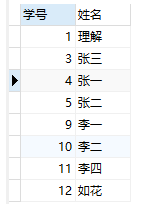 学号 姓名
1 理解
3 张三
4 张一
5 张二
9 李一
10 李二
11 李四
12 如花